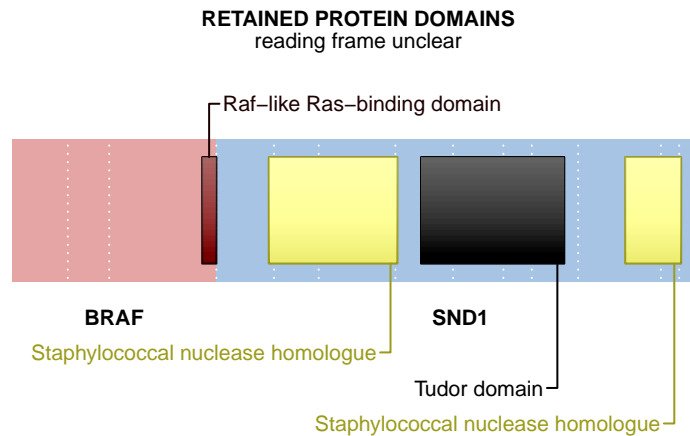 RETAINED PROTEIN DOMAINS
reading frame unclear
Raf−like Ras−binding domain
BRAF
SND1
Staphylococcal nuclease homologue
Tudor domain
Staphylococcal nuclease homologue